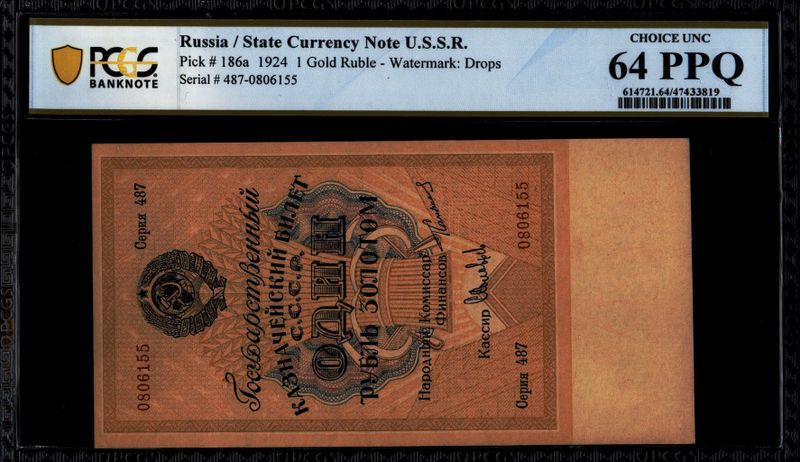 PCGS
BANKNOTE
Russia / State Currency Note U.S.S.R.
Pick # 186a 1924 1 Gold Ruble - Watermark: Drops
Serial # 487-0806155
CHOICE UNC
64 PPQ
614721.64/47433819
Серия 487
0806155
Государственный
КАЗНАЧЕЙСКИЙ БИЛЕТ
С.С.С.Р.
ОДИН
РУБЛЬ ЗОЛОТОМ
Народный Комиссар
Финансов
Кассир
0806155
Серия 487